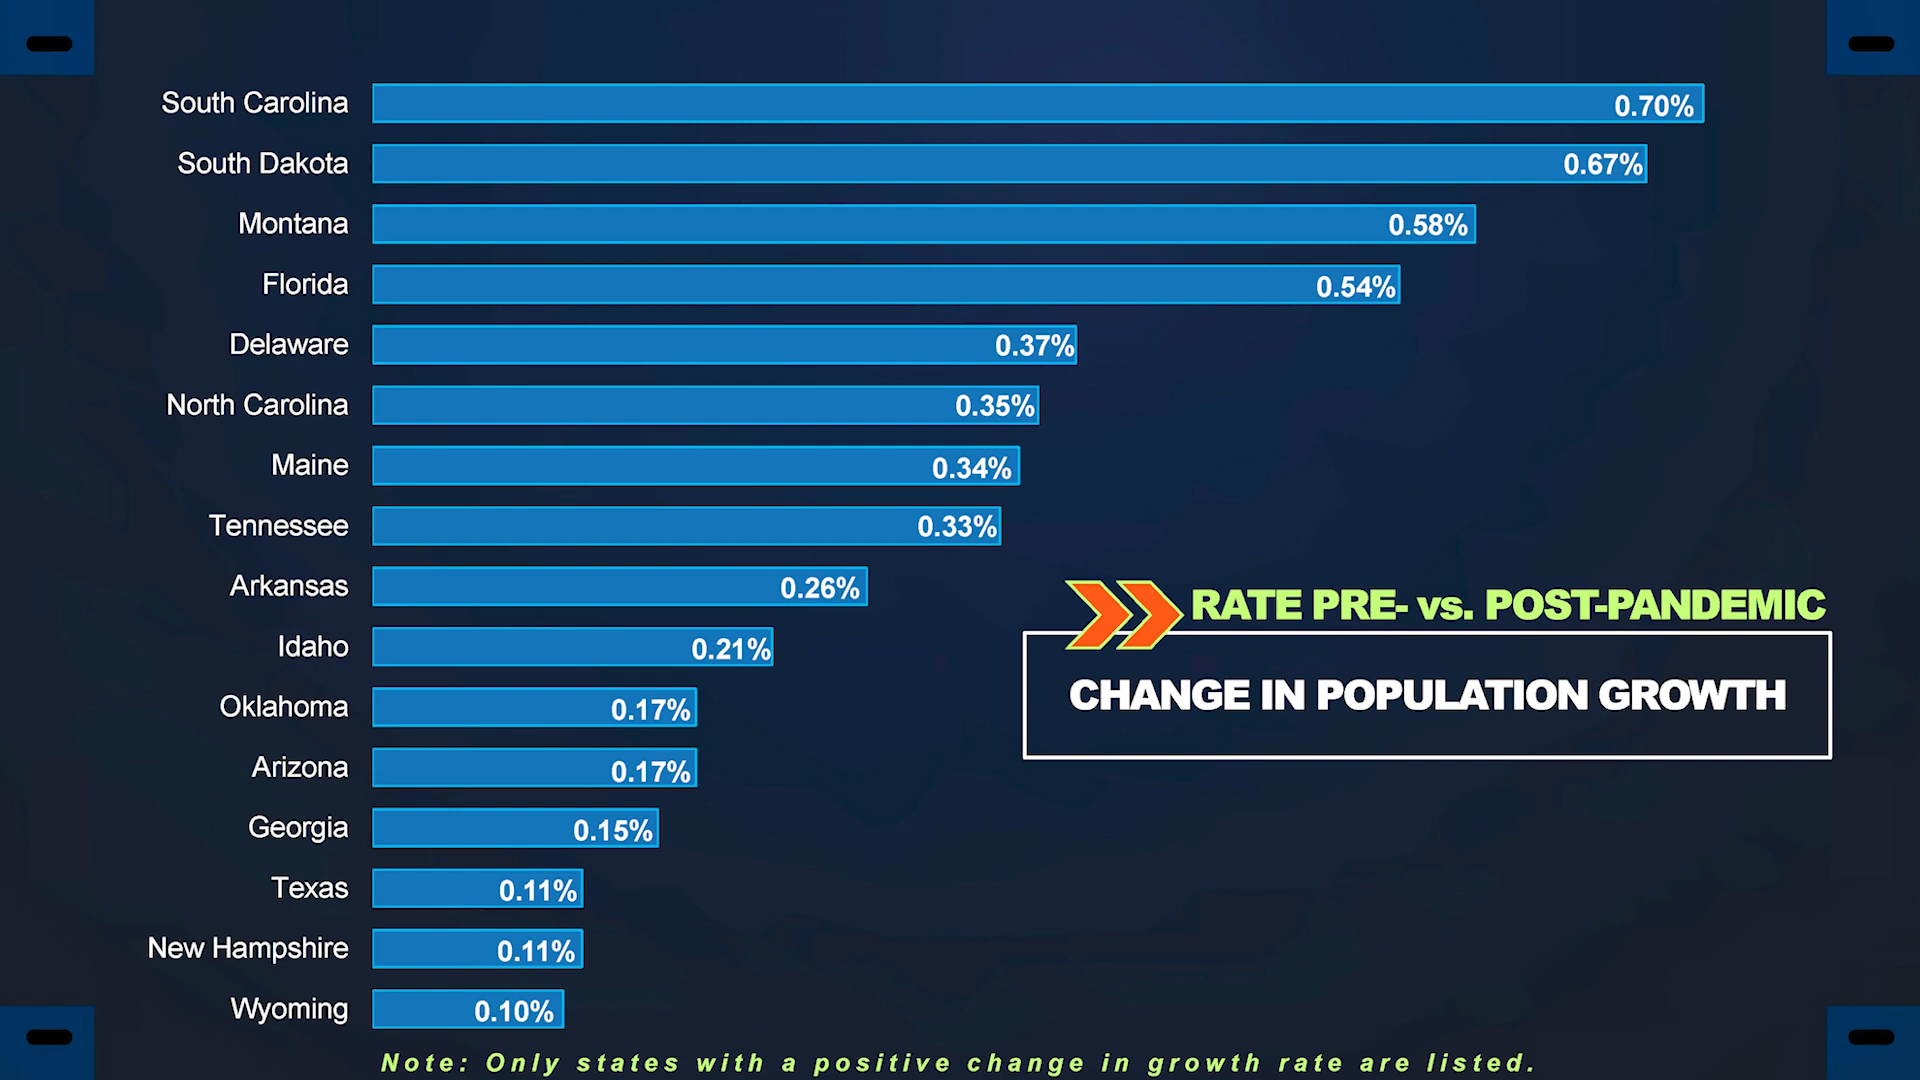 South Carolina 0.70%
South Dakota 0.67%
Montana 0.58%
Florida 0.54%
Delaware 0.37%
North Carolina 0.35%
Maine 0.34%
Tennessee 0.33%
Arkansas 0.26%
Idaho 0.21%
Oklahoma 0.17%
Arizona 0.17%
Georgia 0.15%
Texas 0.11%
New Hampshire 0.11%
Wyoming 0.10%
RATE PRE- vs. POST-PANDEMIC
CHANGE IN POPULATION GROWTH
Note: Only states with a positive change in growth rate are listed.